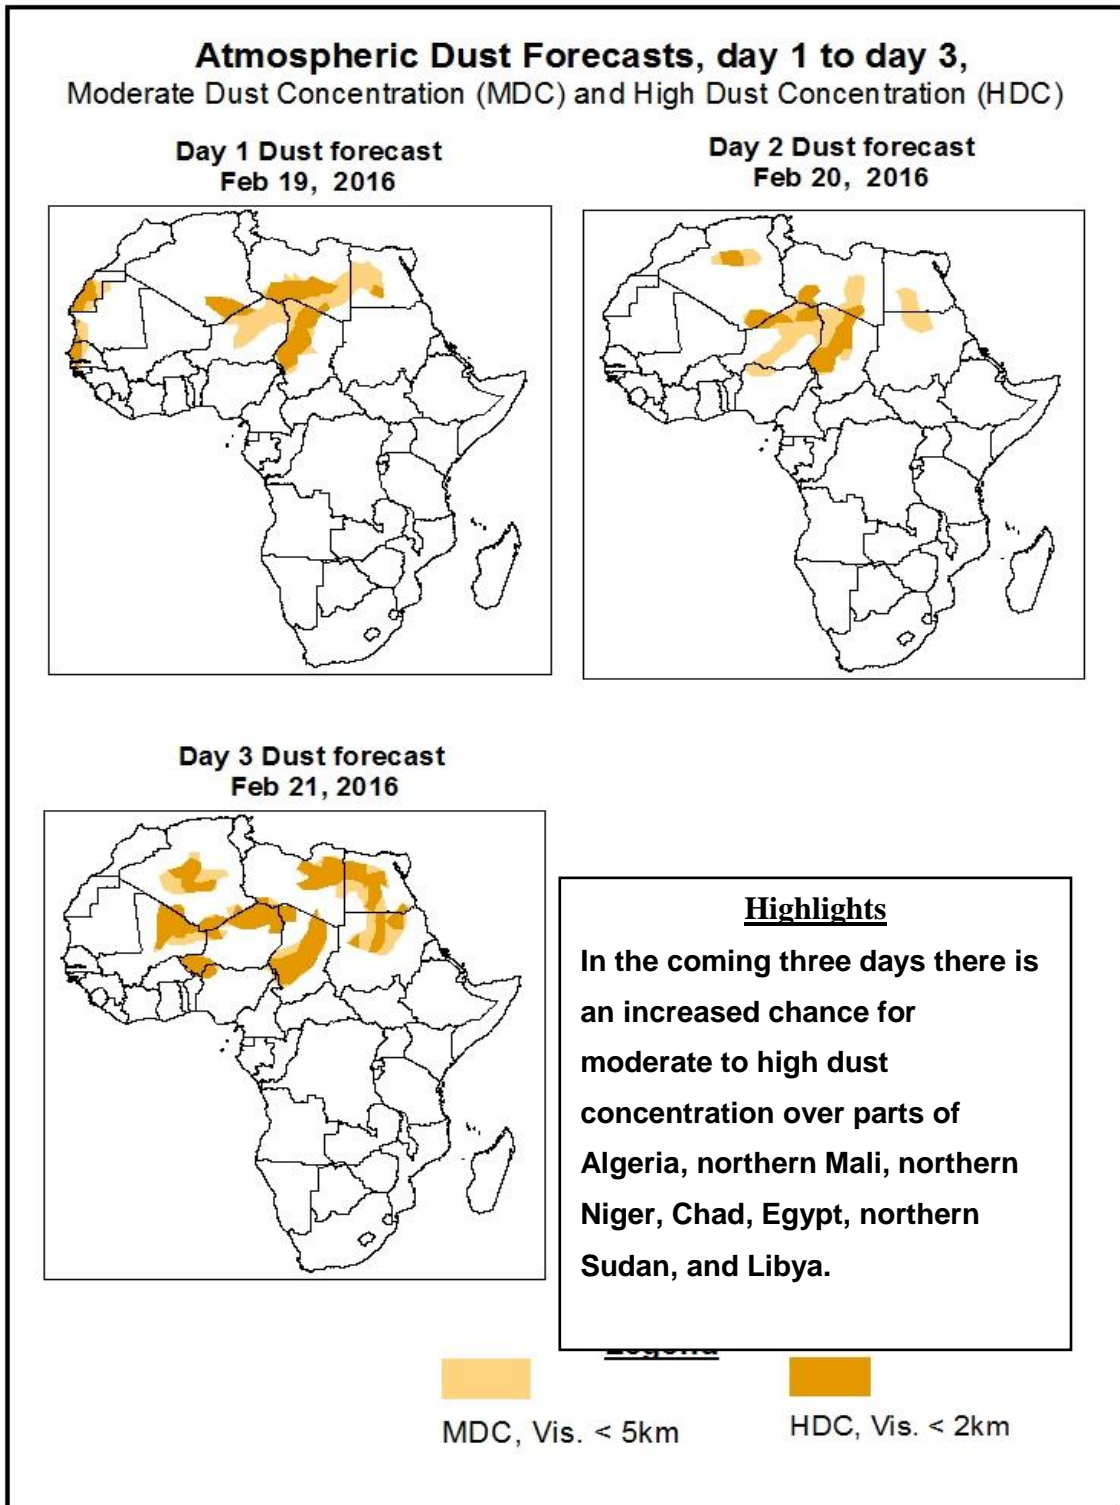 Atmospheric Dust Forecasts, day 1 to day 3,
Moderate Dust Concentration (MDC) and High Dust Concentration (HDC)
Day 1 Dust forecast
Feb 19, 2016
Day 2 Dust forecast
Feb 20, 2016
Day 3 Dust forecast
Feb 21, 2016
Highlights
In the coming three days there is
an increased chance for
moderate to high dust
concentration over parts of
Algeria, northern Mali, northern
Niger, Chad, Egypt, northern
Sudan, and Libya.
MDC, Vis. < 5km
HDC, Vis. < 2km